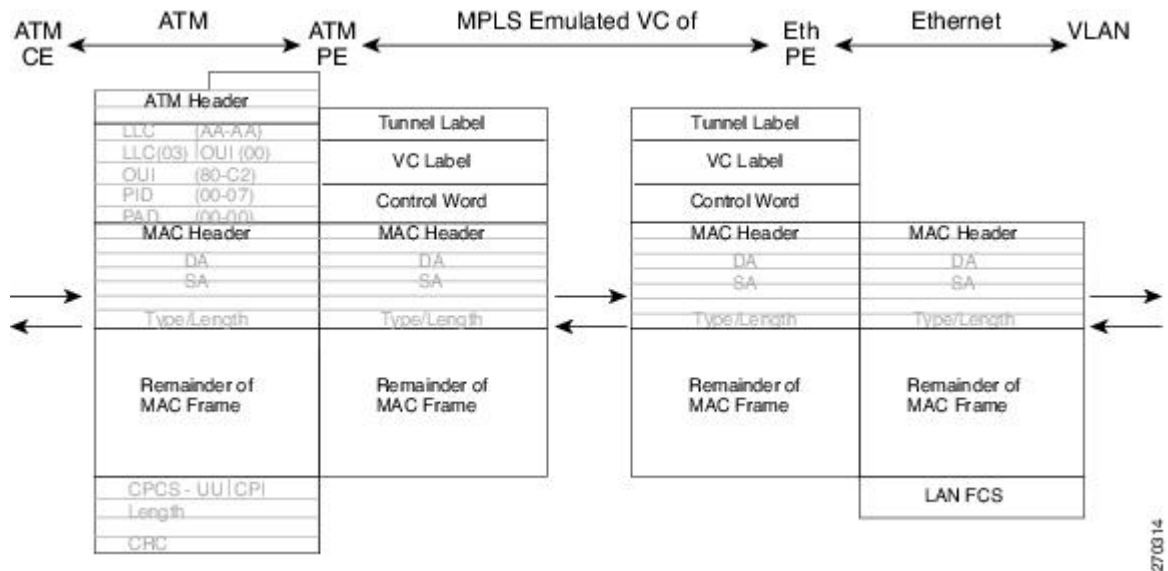 ATM CE
ATM
ATM PE
MPLS Emulated VC of
Eth PE
Ethernet
VLAN
ATM Header
LLC (AA-AA)
LLC(03) OUI (00)
OUI (80-C2)
PID (00-07)
PAD (00-00)
MAC Header
DA
SA
Type/Length
Remainder of
MAC Frame
CPCS - UU CPI
Length
CRC
Tunnel Label
VC Label
Control Word
MAC Header
DA
SA
Type/Length
Remainder of
MAC Frame
Tunnel Label
VC Label
Control Word
MAC Header
DA
SA
Type/Length
Remainder of
MAC Frame
MAC Header
DA
SA
Type/Length
Remainder of
MAC Frame
LAN FCS
270314